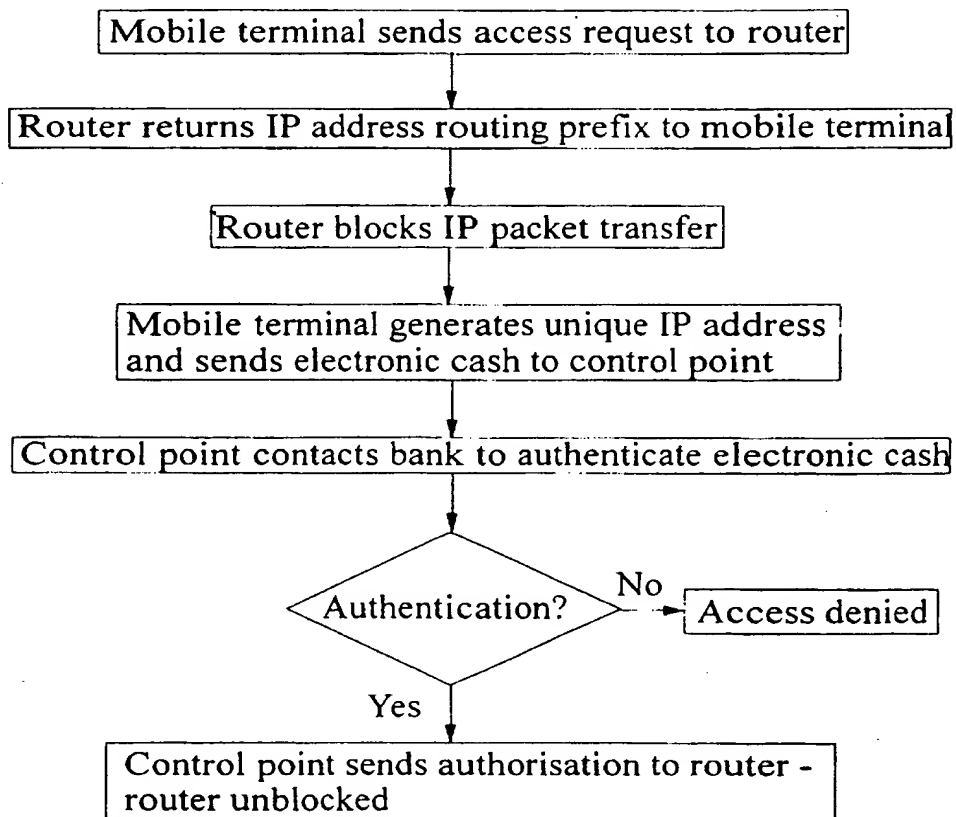 Mobile terminal sends access request to router
Router returns IP address routing prefix to mobile terminal
Router blocks IP packet transfer
Mobile terminal generates unique IP address
and sends electronic cash to control point
Control point contacts bank to authenticate electronic cash
Authentication?
No
Access denied
Yes
Control point sends authorisation to router -
router unblocked